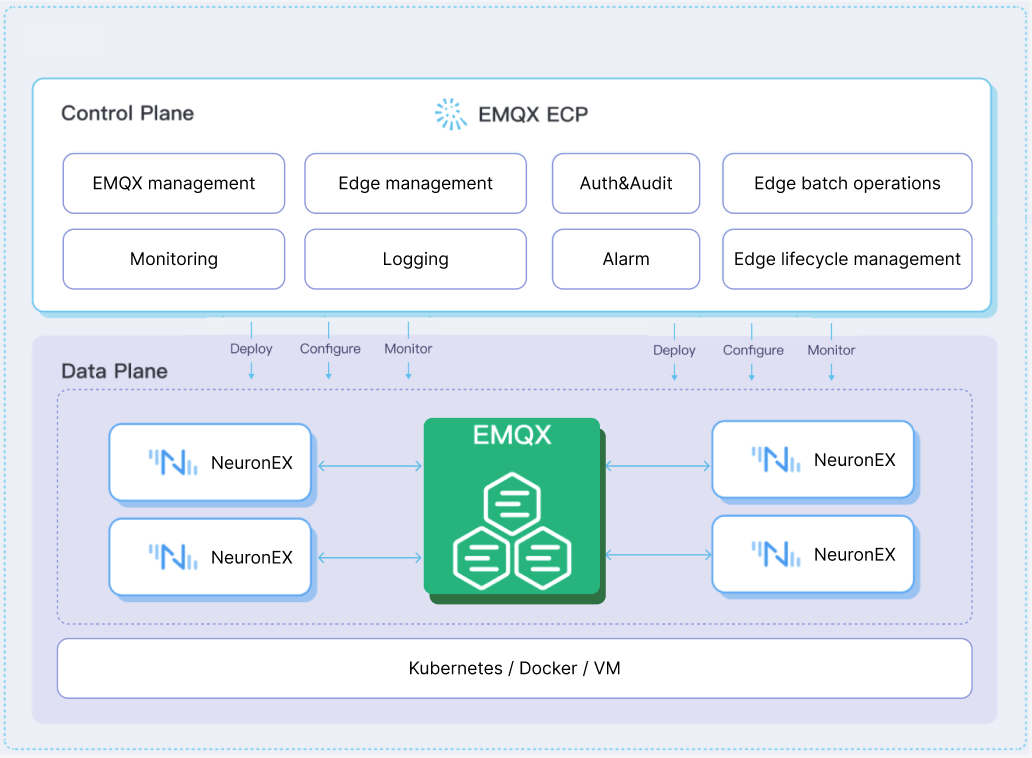 Control Plane
EMQX ECP
EMQX management
Edge management
Auth&Audit
Edge batch operations
Monitoring
Logging
Alarm
Edge lifecycle management
Deploy
Configure
Monitor
Deploy
Configure
Monitor
Data Plane
NeuronEX
EMQX
NeuronEX
NeuronEX
NeuronEX
Kubernetes / Docker / VM